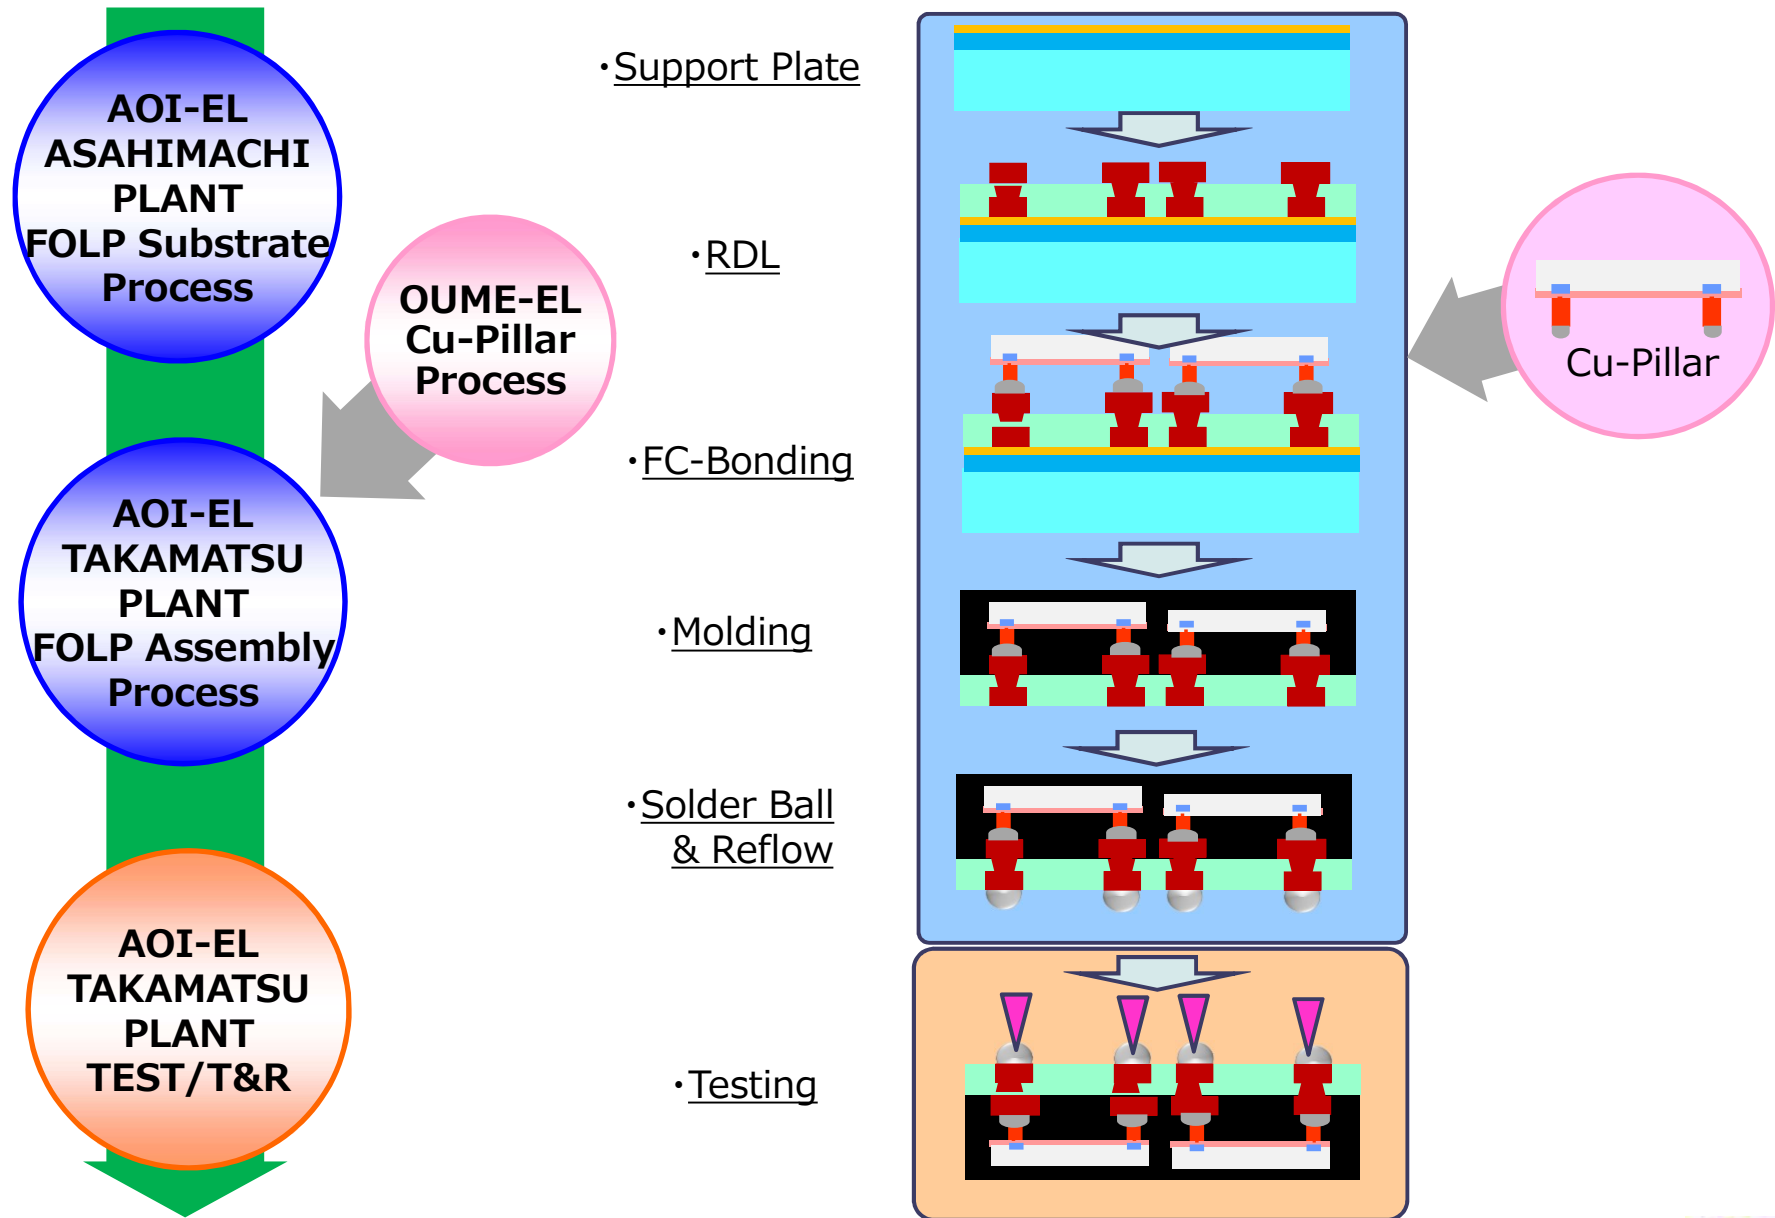 AOI-EL
ASAHIMACHI
PLANT
FOLP Substrate
Process
OUME-EL
Cu-Pillar
Process
AOI-EL
TAKAMATSU
PLANT
FOLP Assembly
Process
AOI-EL
TAKAMATSU
PLANT
TEST/T&R
・Support Plate
・RDL
・FC-Bonding
・Molding
・Solder Ball
& Reflow
・Testing
Cu-Pillar